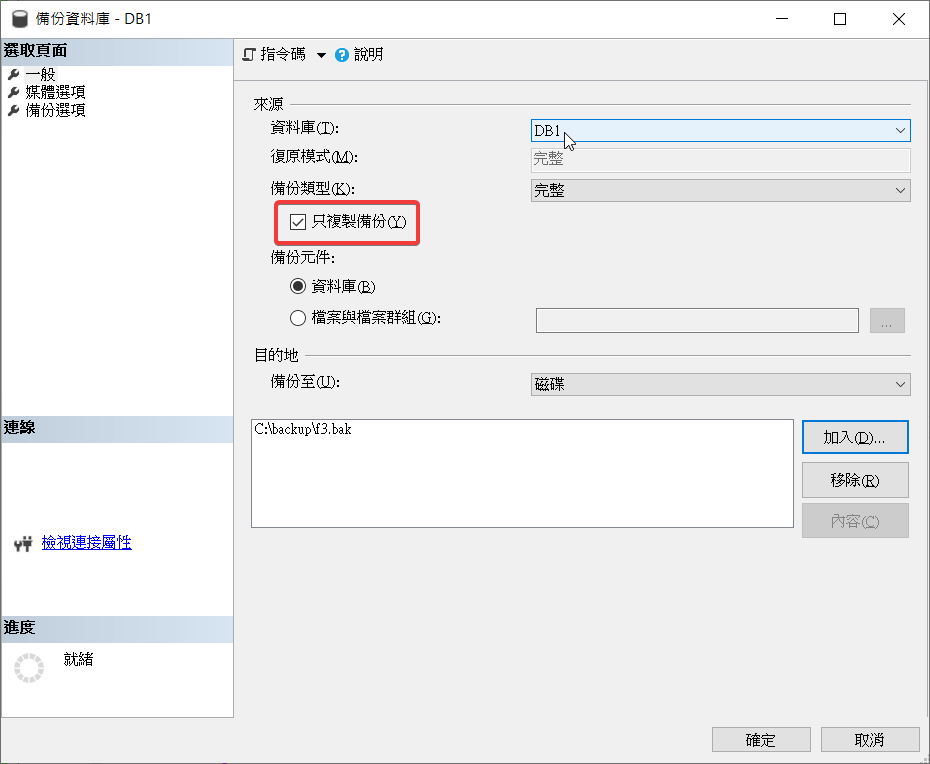 備份資料庫 - DB1
選取頁面
一般
媒體選項
備份選項
指令碼 說明
來源
資料庫(T):
DB1
復原模式(M):
完整
備份類型(K):
完整
只複製備份(Y)
備份元件:
資料庫(B)
檔案與檔案群組(G):
...
目的地
備份至(U):
磁碟
C:\backup\f3.bak
加入(D)...
移除(R)
內容(C)
連線
檢視連接屬性
進度
就緒
確定
取消